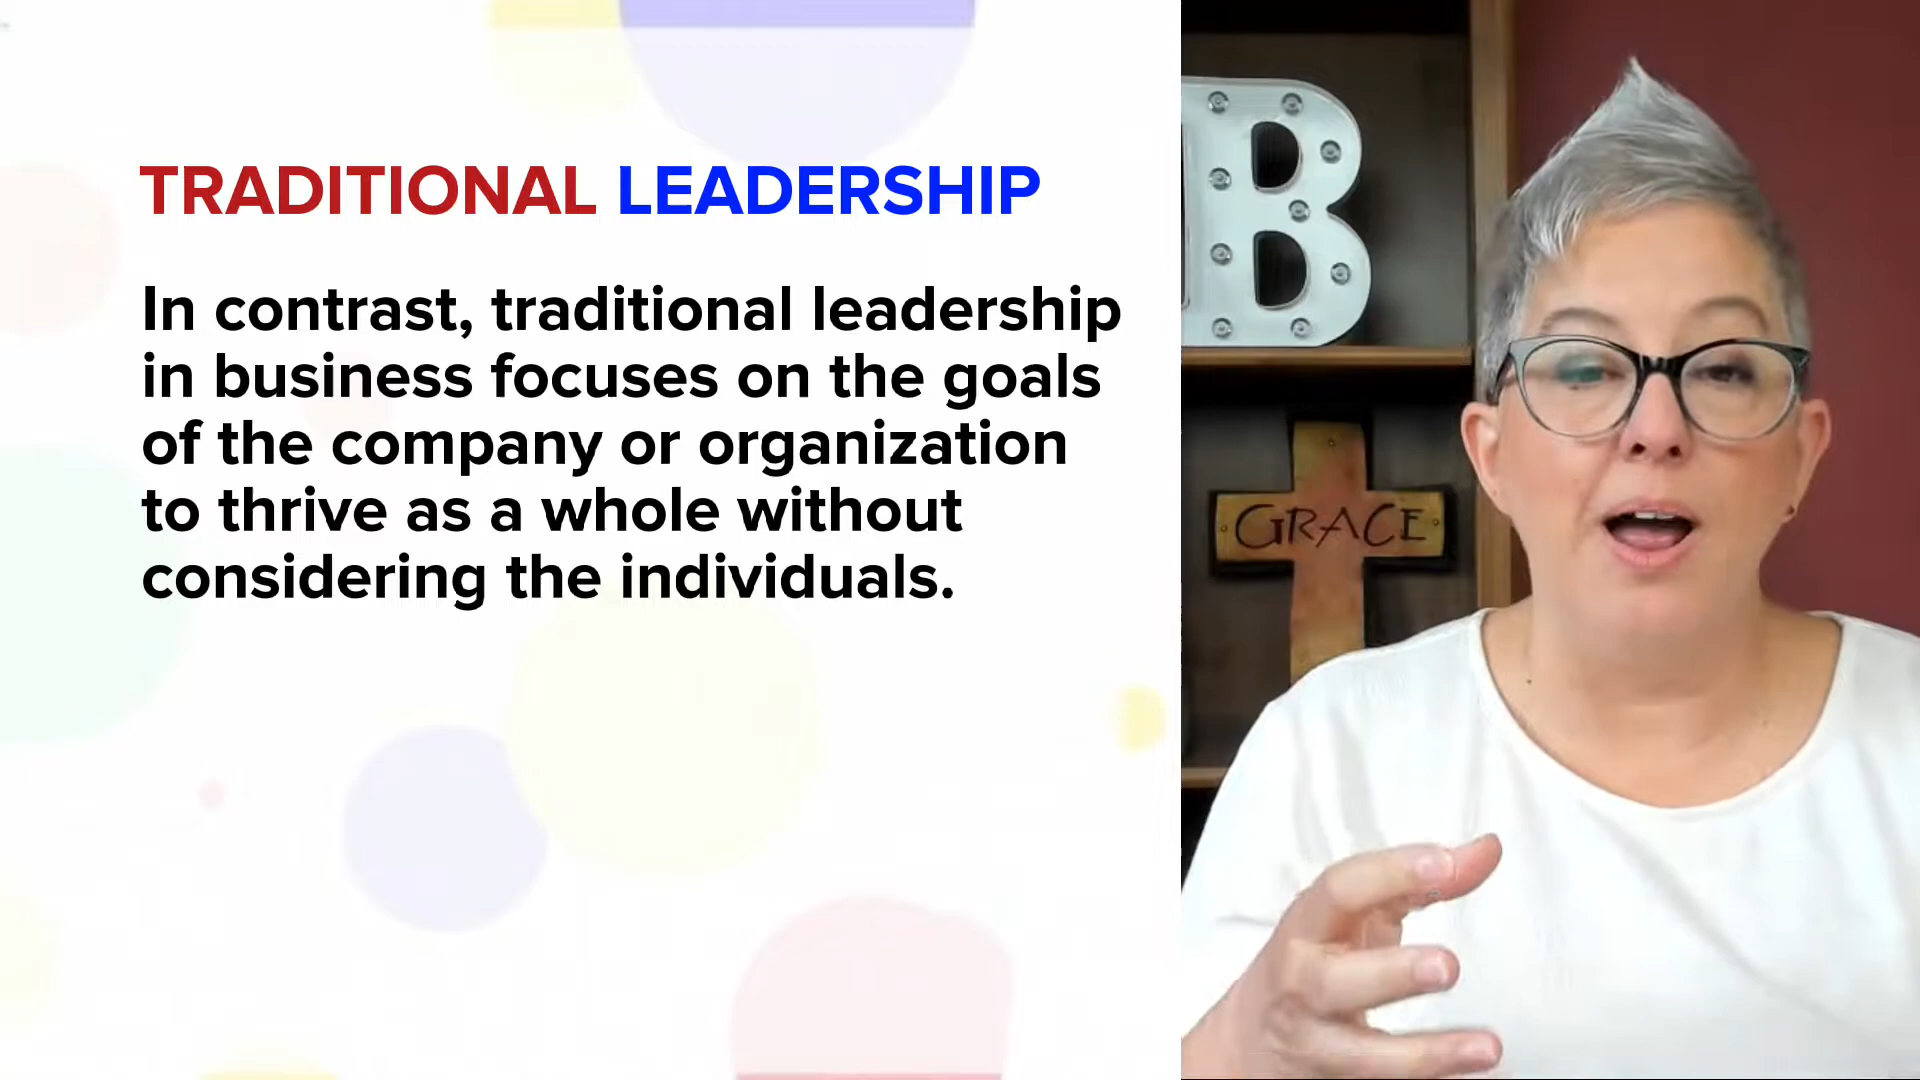 TRADITIONAL LEADERSHIP
In contrast, traditional leadership
in business focuses on the goals
of the company or organization
to thrive as a whole without
considering the individuals.
B
GRACE